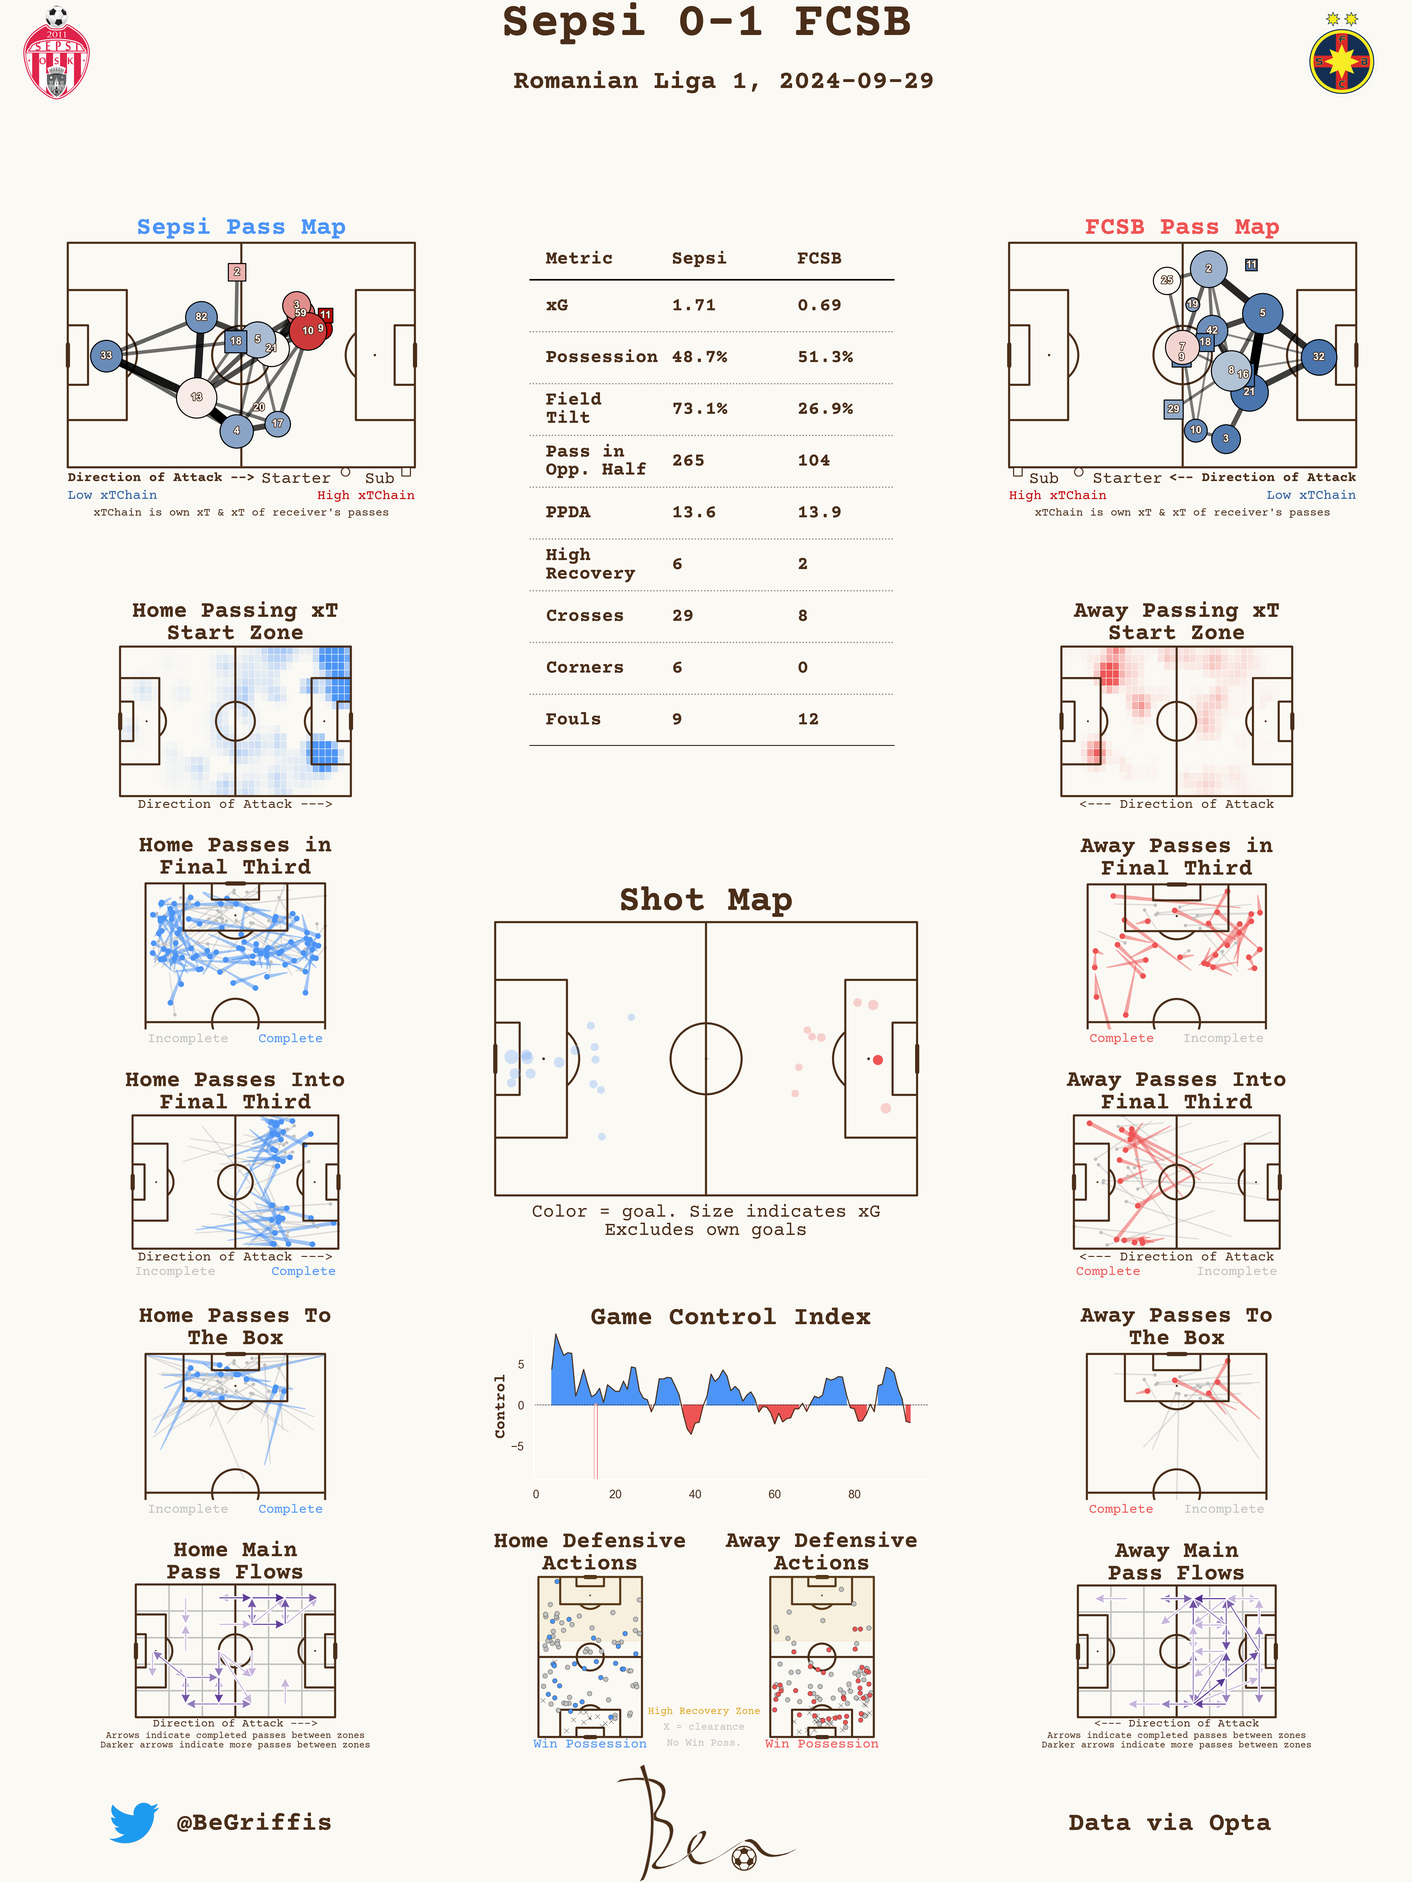 Sepsi 0-1 FCSB
Romanian Liga 1, 2024-09-29
2011
SEPSI
OSK
F
S B
C
Sepsi Pass Map
2
82
3
59
11
9
10
5
21
18
33
13
20
17
4
Direction of Attack --> Starter Sub
Low xTChain High xTChain
xTChain is own xT & xT of receiver's passes
Metric Sepsi FCSB
xG 1.71 0.69
Possession 48.7% 51.3%
Field
Tilt 73.1% 26.9%
Pass in
Opp. Half 265 104
PPDA 13.6 13.9
High
Recovery 6 2
Crosses 29 8
Corners 6 0
Fouls 9 12
FCSB Pass Map
25
2
11
19
5
42
18
7
9
32
8
16
21
29
10
3
Sub Starter <-- Direction of Attack
High xTChain Low xTChain
xTChain is own xT & xT of receiver's passes
Home Passing xT
Start Zone
Direction of Attack --->
Away Passing xT
Start Zone
<--- Direction of Attack
Home Passes in
Final Third
Incomplete Complete
Away Passes in
Final Third
Complete Incomplete
Shot Map
Color = goal. Size indicates xG
Excludes own goals
Home Passes Into
Final Third
Direction of Attack --->
Incomplete Complete
Away Passes Into
Final Third
<--- Direction of Attack
Complete Incomplete
Home Passes To
The Box
Incomplete Complete
Game Control Index
Control
5
0
−5
0 20 40 60 80
Away Passes To
The Box
Complete Incomplete
Home Main
Pass Flows
Direction of Attack --->
Arrows indicate completed passes between zones
Darker arrows indicate more passes between zones
Home Defensive
Actions
Win Possession
Away Defensive
Actions
Win Possession
High Recovery Zone
X = clearance
No Win Poss.
Away Main
Pass Flows
<--- Direction of Attack
Arrows indicate completed passes between zones
Darker arrows indicate more passes between zones
@BeGriffis
Ben
Data via Opta